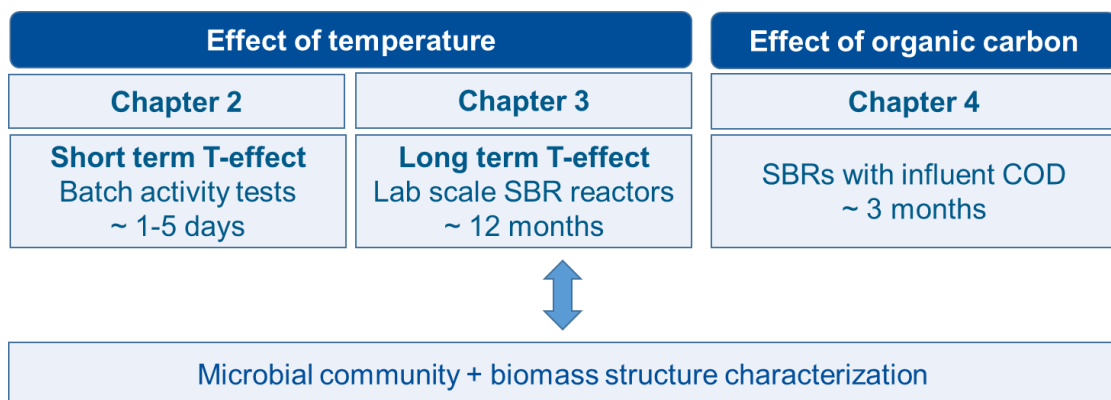 Effect of temperature
Effect of organic carbon
Chapter 2
Chapter 3
Chapter 4
Short term T-effect
Batch activity tests
~ 1-5 days
Long term T-effect
Lab scale SBR reactors
~ 12 months
SBRs with influent COD
~ 3 months
Microbial community + biomass structure characterization